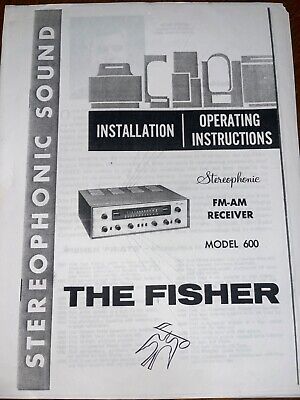 STEREOPHONIC SOUND
INSTALLATION
OPERATING
INSTRUCTIONS
Stereophonic
FM-AM
RECEIVER
MODEL 600
THE FISHER